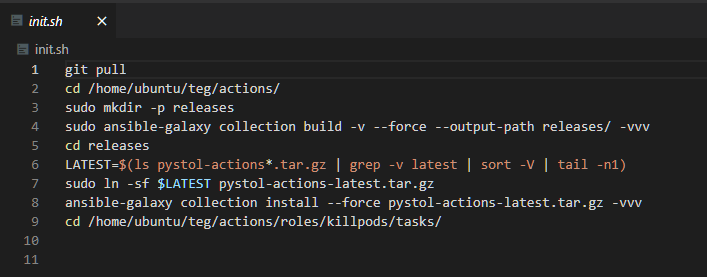 init.sh
init.sh
1 git pull
2 cd /home/ubuntu/teg/actions/
3 sudo mkdir -p releases
4 sudo ansible-galaxy collection build -v --force --output-path releases/ -vvv
5 cd releases
6 LATEST=$(ls pystol-actions*.tar.gz | grep -v latest | sort -V | tail -n1)
7 sudo ln -sf $LATEST pystol-actions-latest.tar.gz
8 ansible-galaxy collection install --force pystol-actions-latest.tar.gz -vvv
9 cd /home/ubuntu/teg/actions/roles/killpods/tasks/
10
11